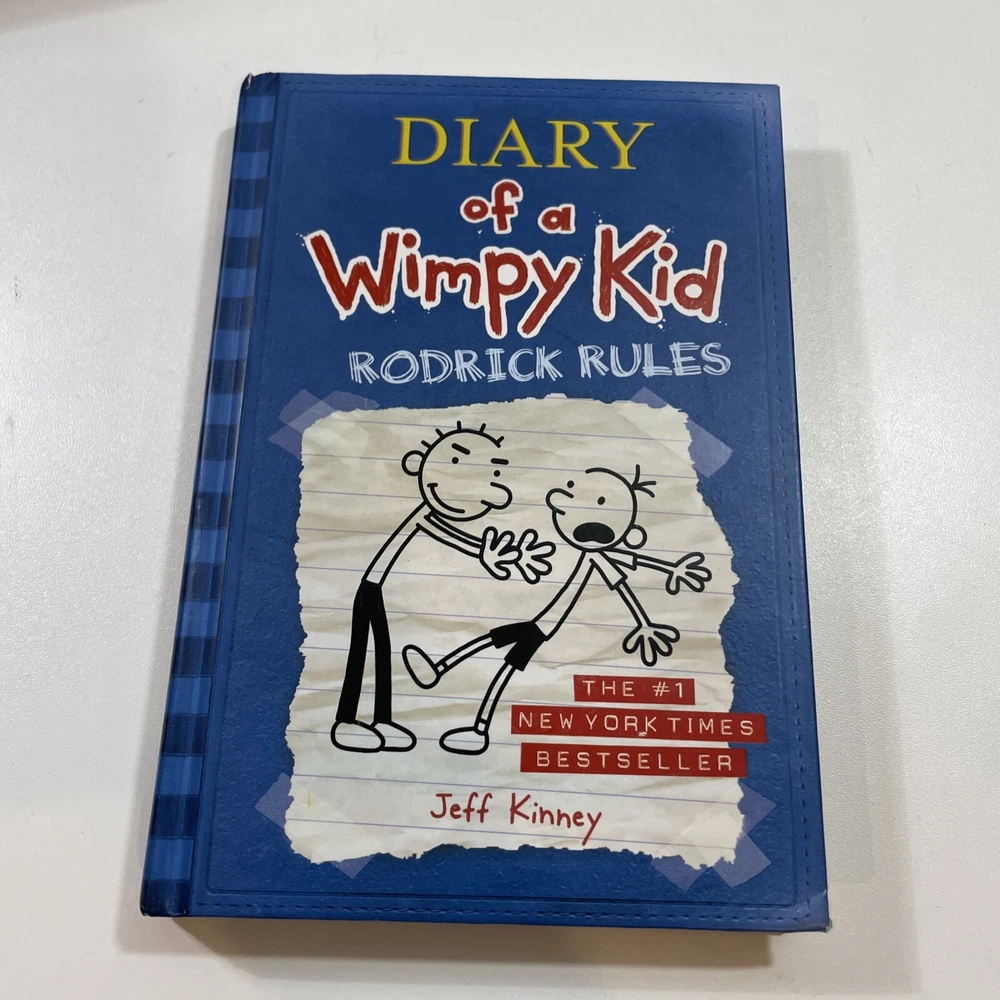 DIARY
of a
Wimpy Kid
RODRICK RULES
THE #1
NEW YORK TIMES
BESTSELLER
Jeff Kinney